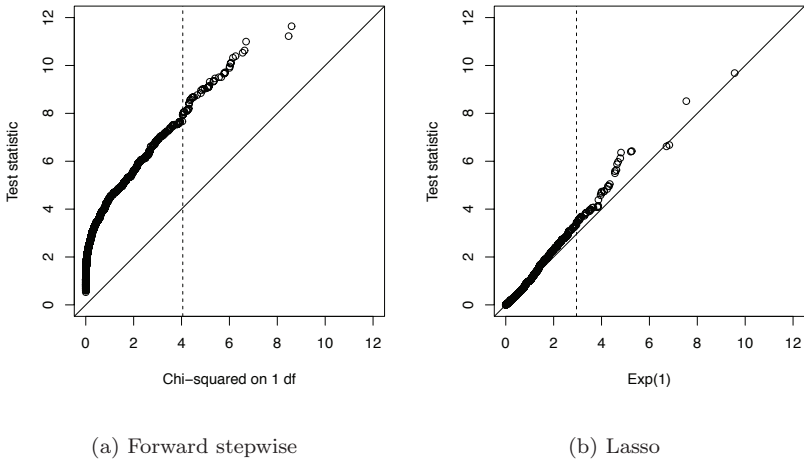 12
10
8
6
4
2
0
Test statistic
0 2 4 6 8 10 12
Chi−squared on 1 df
(a) Forward stepwise
12
10
8
6
4
2
0
Test statistic
0 2 4 6 8 10 12
Exp(1)
(b) Lasso